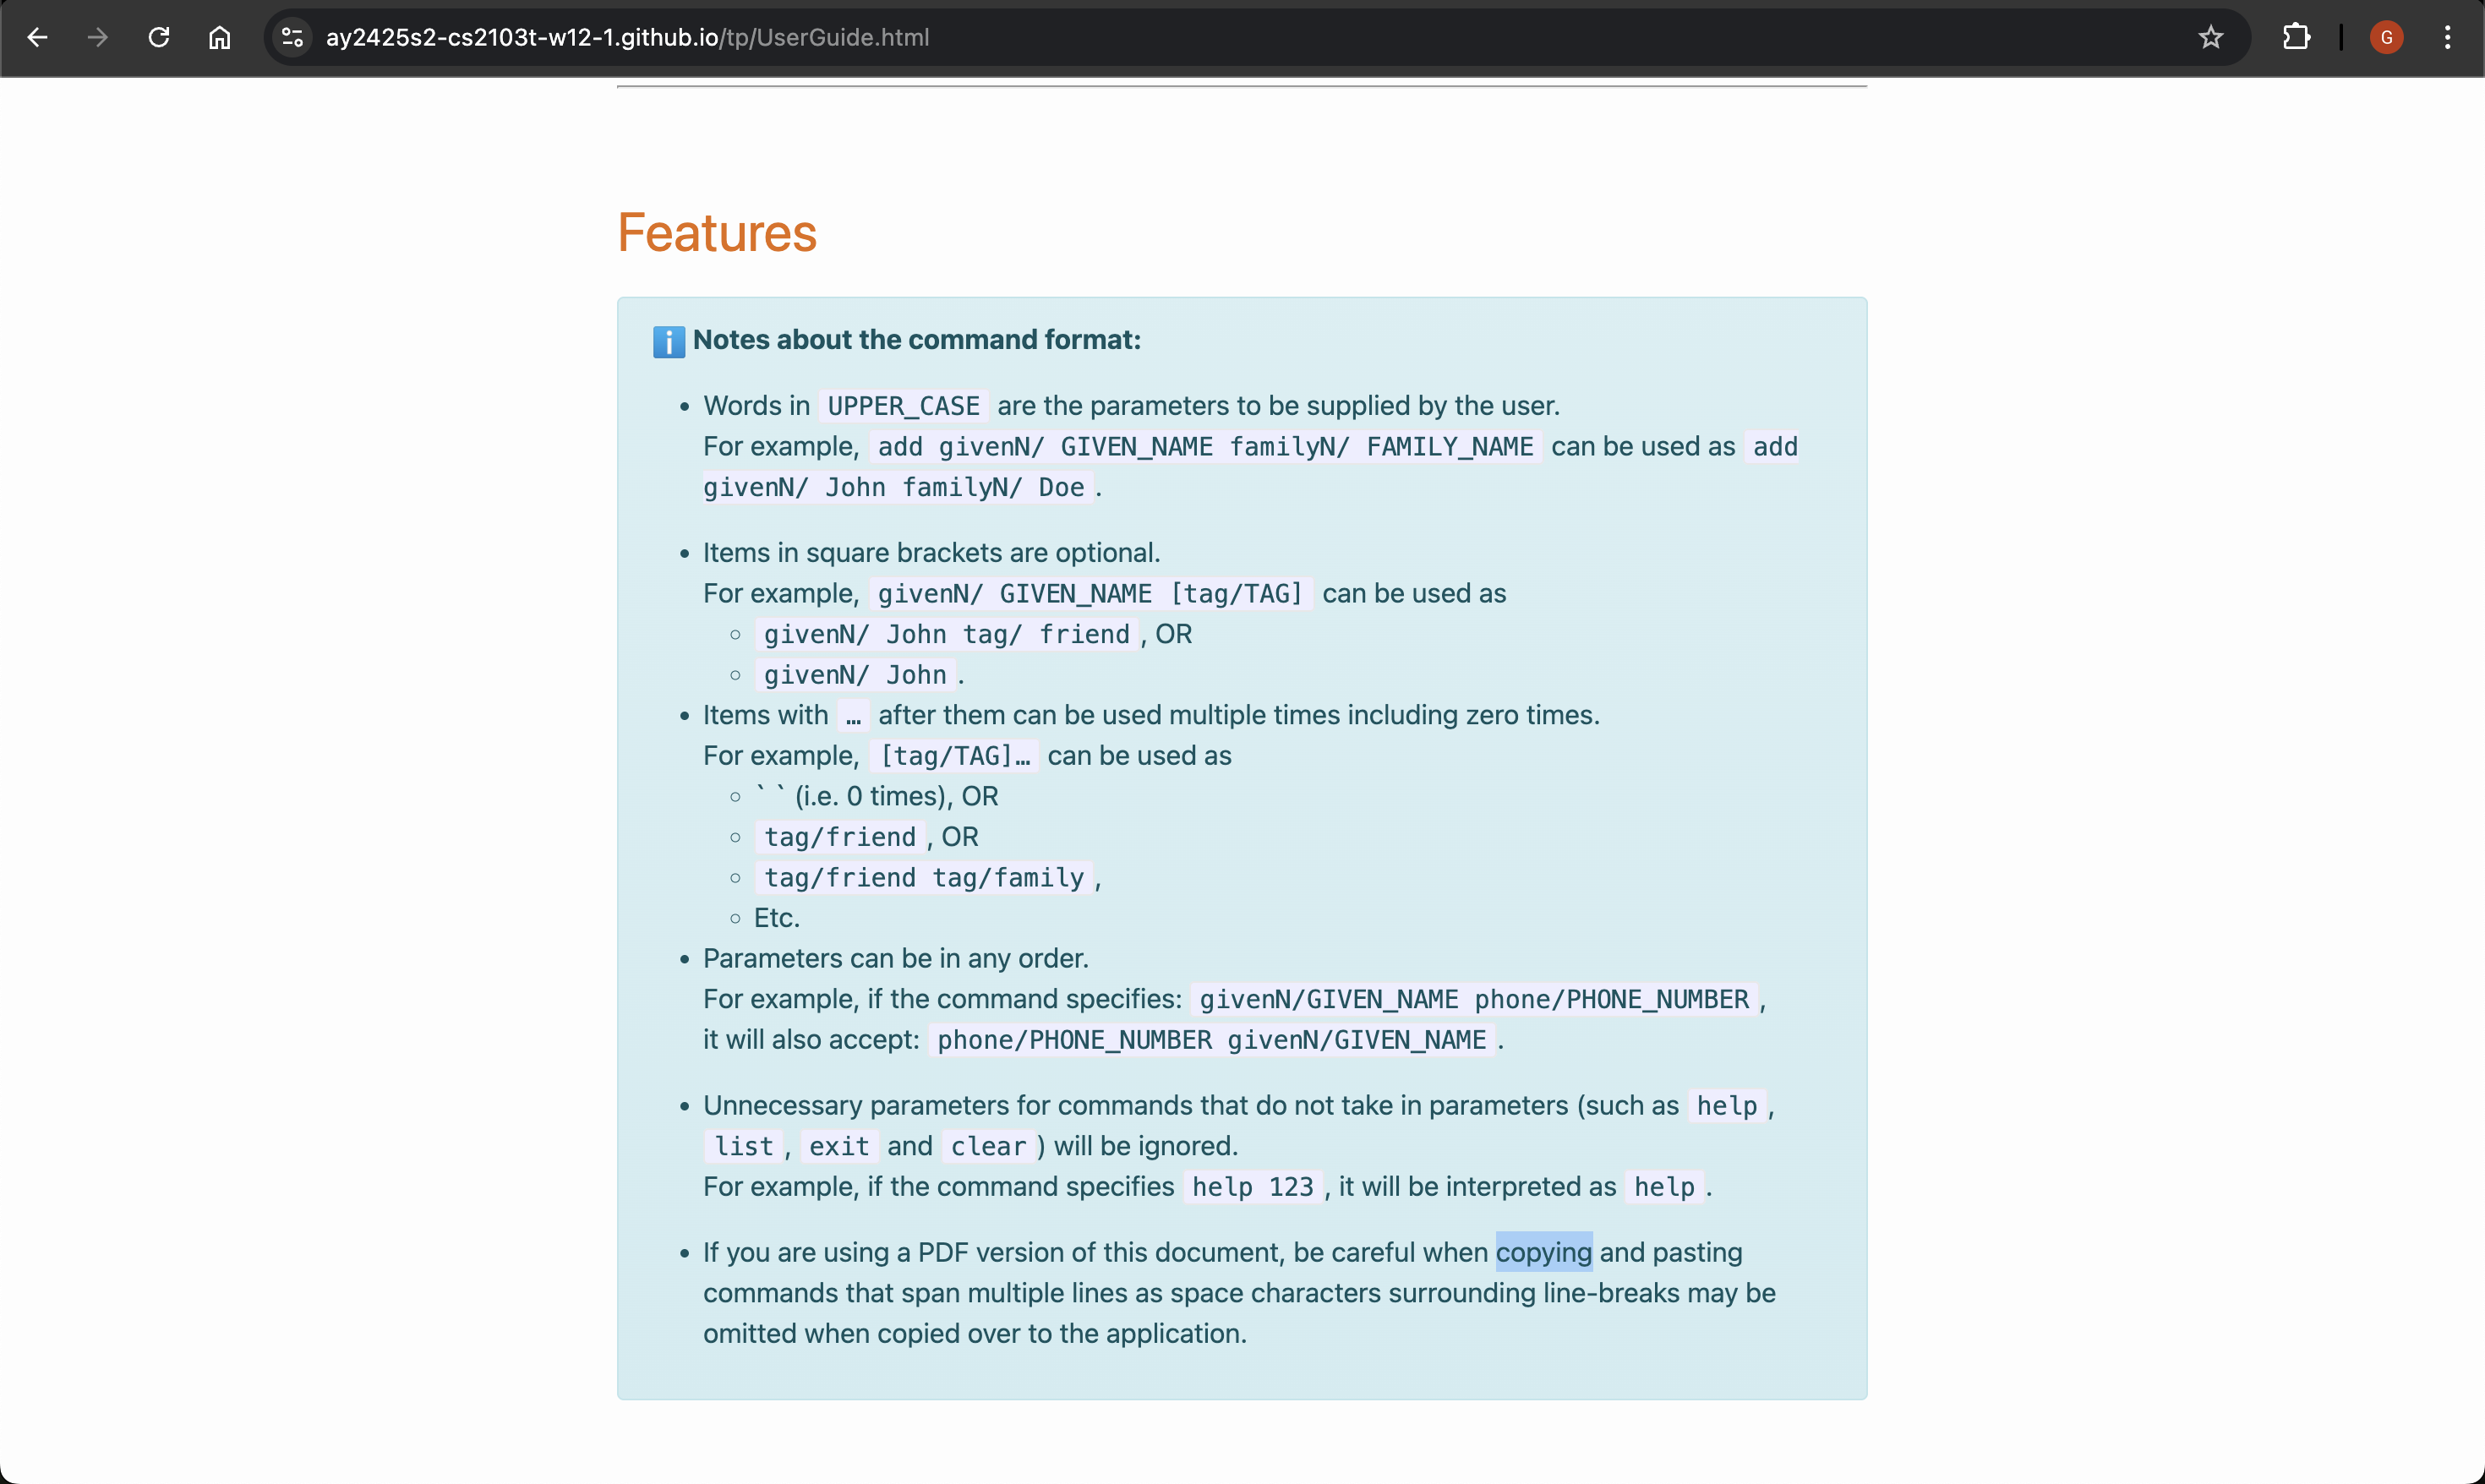 ay2425s2-cs2103t-w12-1.github.io/tp/UserGuide.html
G
Features
i Notes about the command format:
• Words in UPPER_CASE are the parameters to be supplied by the user.
For example, add givenN/ GIVEN_NAME familyN/ FAMILY_NAME can be used as add
givenN/ John familyN/ Doe .
• Items in square brackets are optional.
For example, givenN/ GIVEN_NAME [tag/TAG] can be used as
◦ givenN/ John tag/ friend , OR
◦ givenN/ John .
• Items with … after them can be used multiple times including zero times.
For example, [tag/TAG]… can be used as
◦ ` ` (i.e. 0 times), OR
◦ tag/friend , OR
◦ tag/friend tag/family ,
◦ Etc.
• Parameters can be in any order.
For example, if the command specifies: givenN/GIVEN_NAME phone/PHONE_NUMBER ,
it will also accept: phone/PHONE_NUMBER givenN/GIVEN_NAME .
• Unnecessary parameters for commands that do not take in parameters (such as help ,
list , exit and clear ) will be ignored.
For example, if the command specifies help 123 , it will be interpreted as help .
• If you are using a PDF version of this document, be careful when copying and pasting
commands that span multiple lines as space characters surrounding line-breaks may be
omitted when copied over to the application.